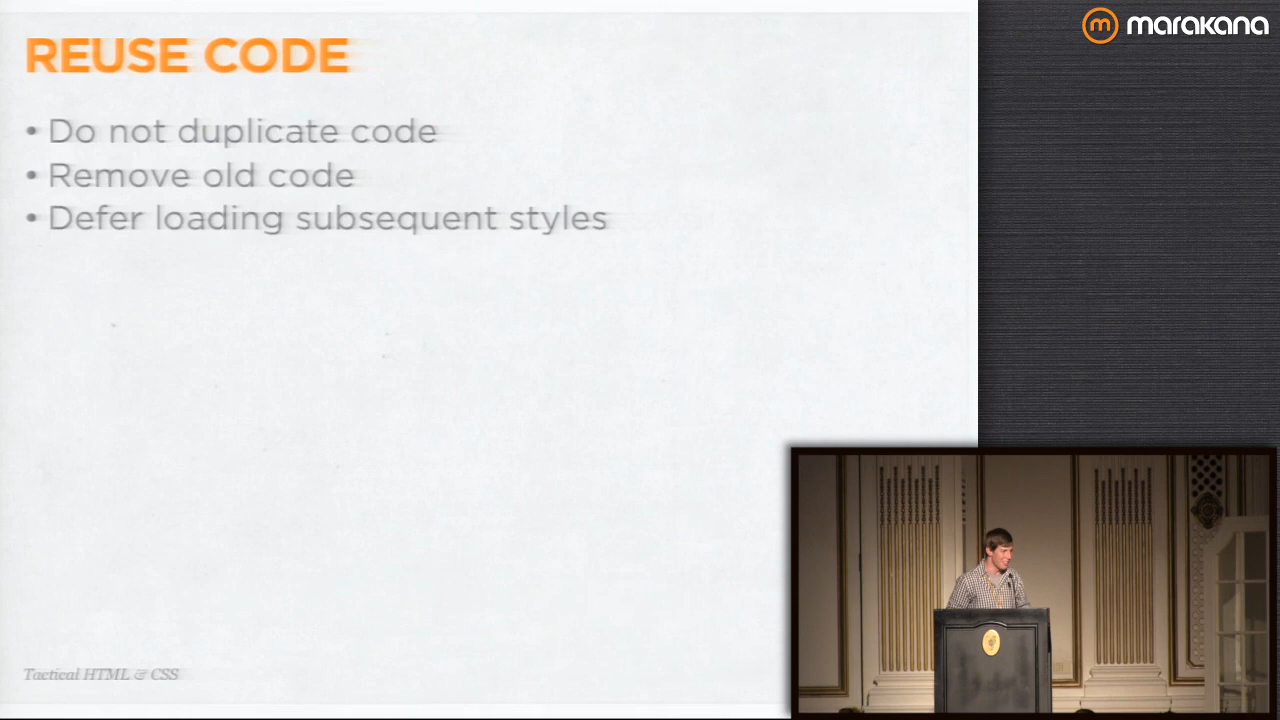 REUSE CODE
• Do not duplicate code
• Remove old code
• Defer loading subsequent styles
Tactical HTML & CSS
marakana